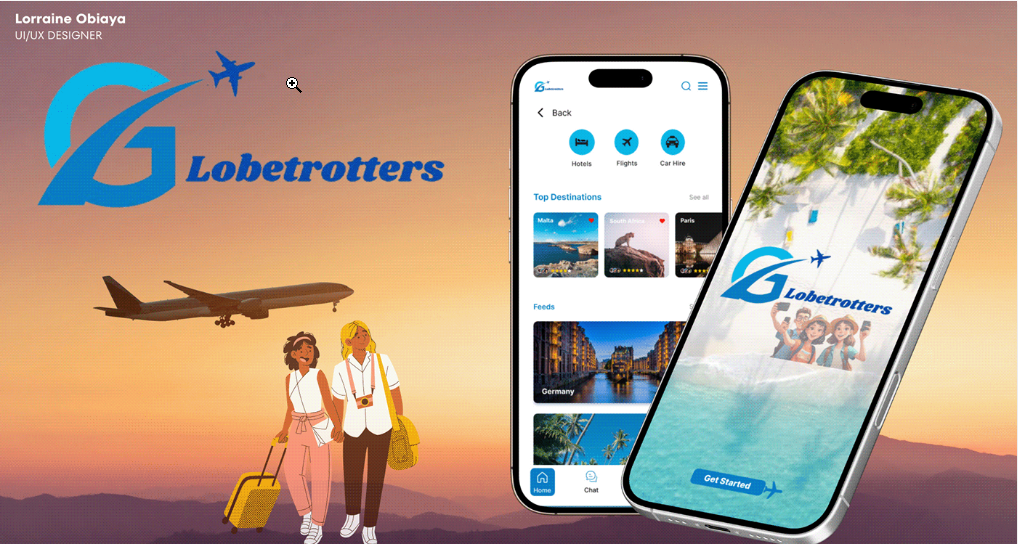 Lorraine Obiaya
UI/UX DESIGNER
G
Lobetrotters
Back
Hotels
Flights
Car Hire
Top Destinations
See all
Malta
South Africa
Paris
Feeds
Germany
Home
Chat
G
Lobetrotters
Get Started